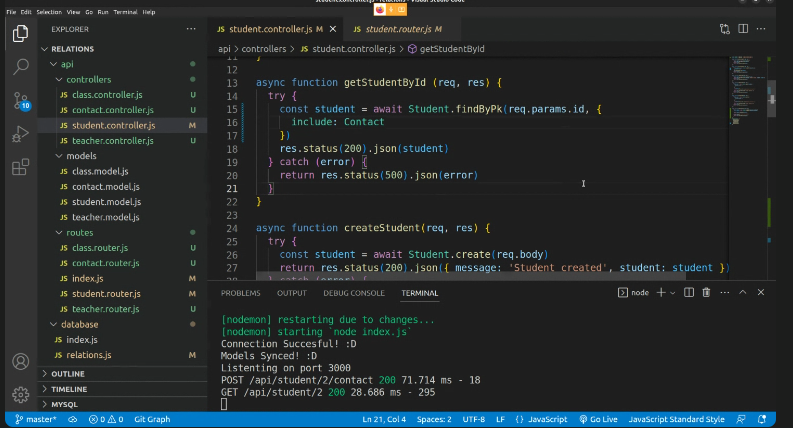 File Edit Selection View Go Run Terminal Help
EXPLORER
RELATIONS
api
controllers
JS class.controller.js U
JS contact.controller.js U
JS student.controller.js M
JS teacher.controller.js U
models
JS class.model.js
JS contact.model.js
JS student.model.js
JS teacher.model.js
routes
JS class.router.js U
JS contact.router.js U
JS index.js M
JS student.router.js M
JS teacher.router.js U
database
JS index.js
JS relations.js M
OUTLINE
TIMELINE
MYSQL
10
JS student.controller.js M
JS student.router.js M
api > controllers > JS student.controller.js > getStudentById
11 }
12
13 async function getStudentById (req, res) {
14 try {
15 const student = await Student.findByPk(req.params.id, {
16 include: Contact
17 })
18 res.status(200).json(student)
19 } catch (error) {
20 return res.status(500).json(error)
21 }
22 }
23
24 async function createStudent(req, res) {
25 try {
26 const student = await Student.create(req.body)
27 return res.status(200).json({ message: 'Student created', student: student })
28 } catch (error) {
PROBLEMS OUTPUT DEBUG CONSOLE TERMINAL
node
[nodemon] restarting due to changes...
[nodemon] starting `node index.js`
Connection Succesful! :D
Models Synced! :D
Listenting on port 3000
POST /api/student/2/contact 200 71.714 ms - 18
GET /api/student/2 200 28.686 ms - 295
master* 0 0 Git Graph Ln 21, Col 4 Spaces: 2 UTF-8 LF {} JavaScript Go Live JavaScript Standard Style